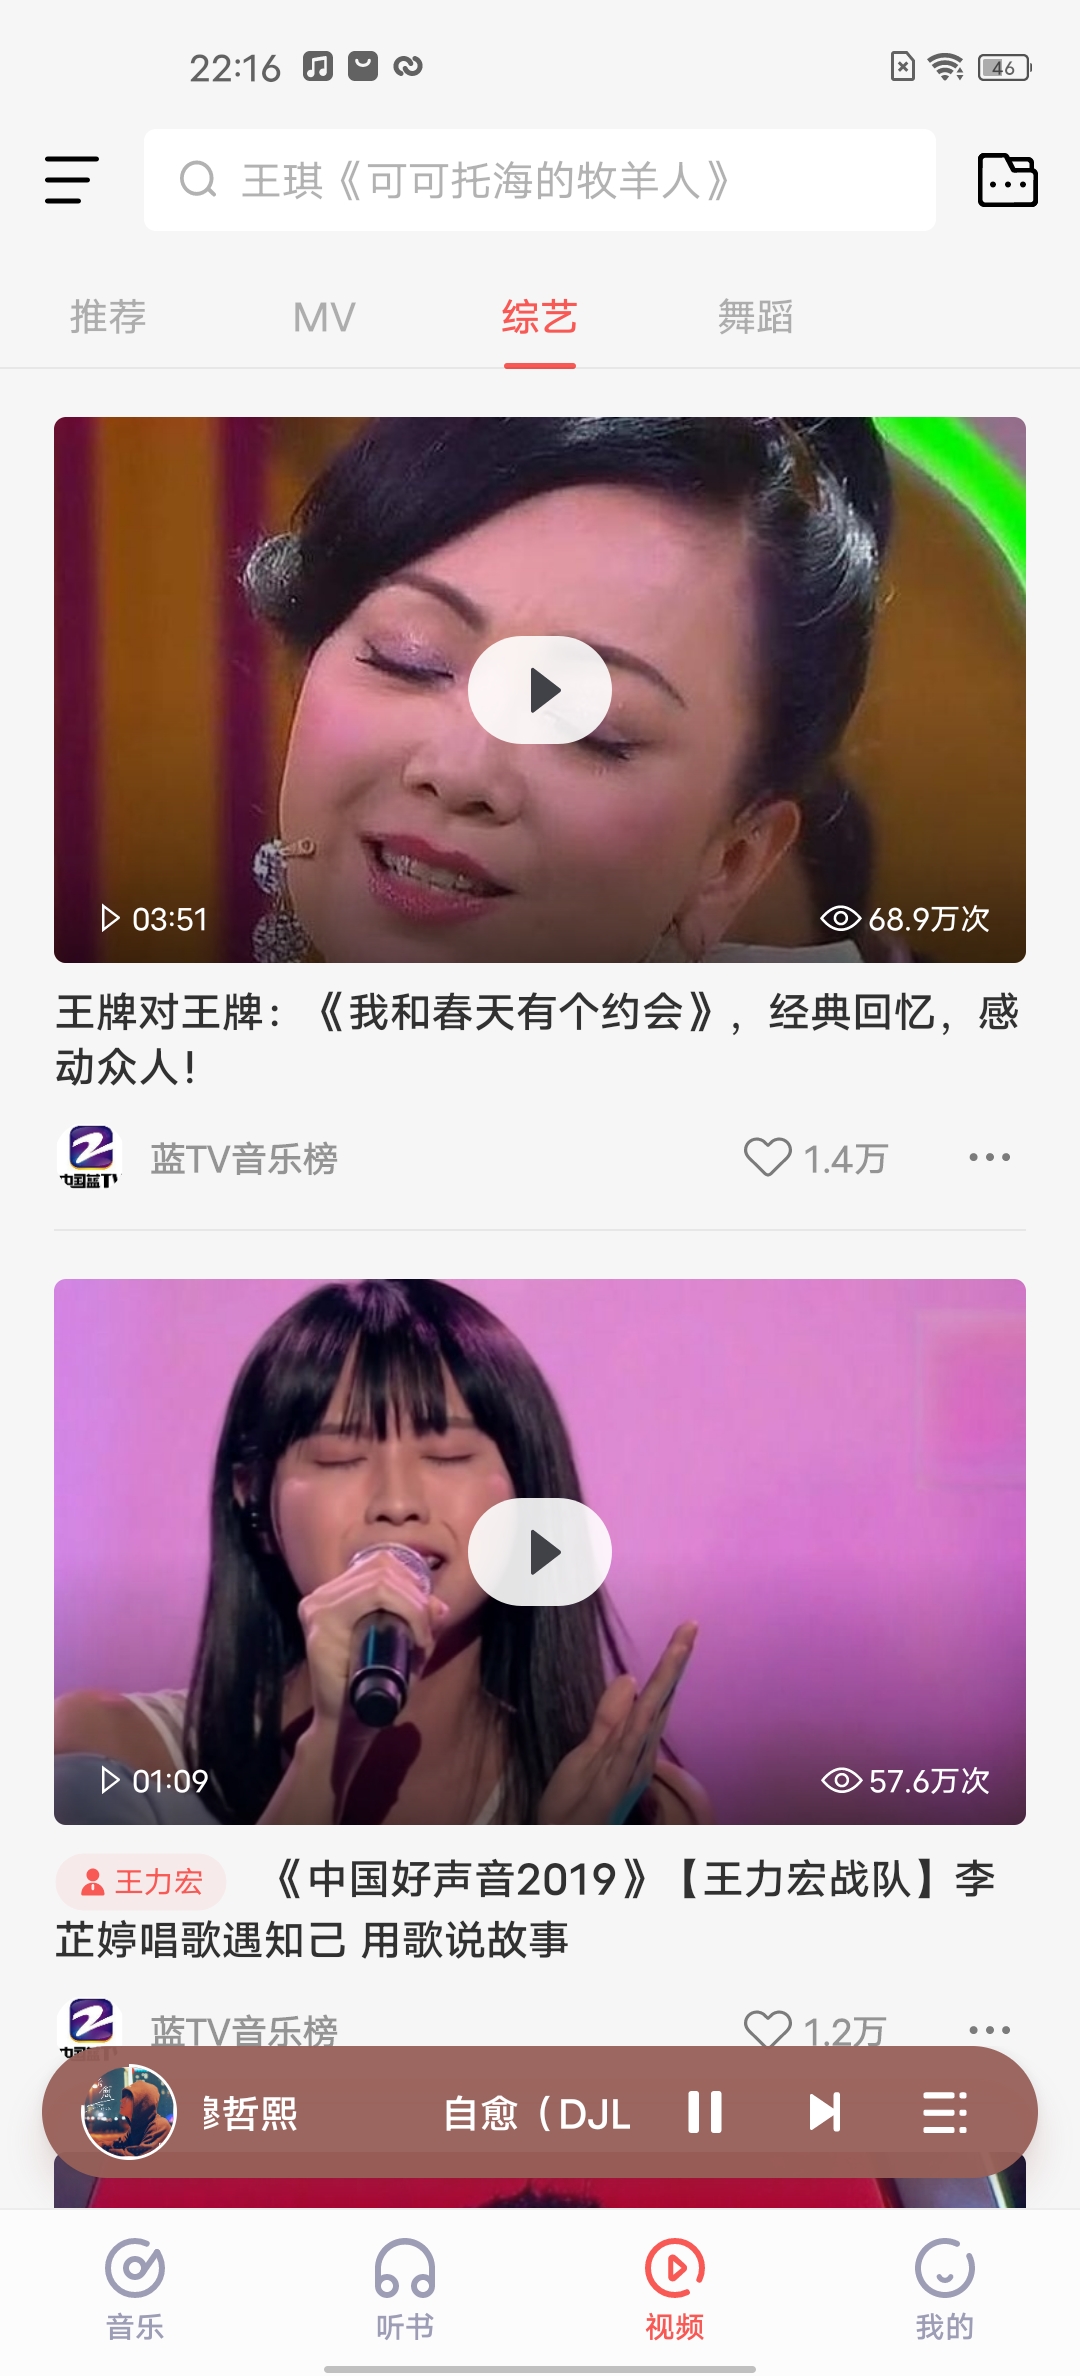 22:16
46
王琪《可可托海的牧羊人》
推荐
MV
综艺
舞蹈
03:51
68.9万次
王牌对王牌：《我和春天有个约会》，经典回忆，感
动众人！
中国蓝TV
蓝TV音乐榜
1.4万
01:09
57.6万次
王力宏
《中国好声音2019》【王力宏战队】李
芷婷唱歌遇知己 用歌说故事
蓝TV音乐榜
1.2万
哲熙
自愈（DJL
音乐
听书
视频
我的